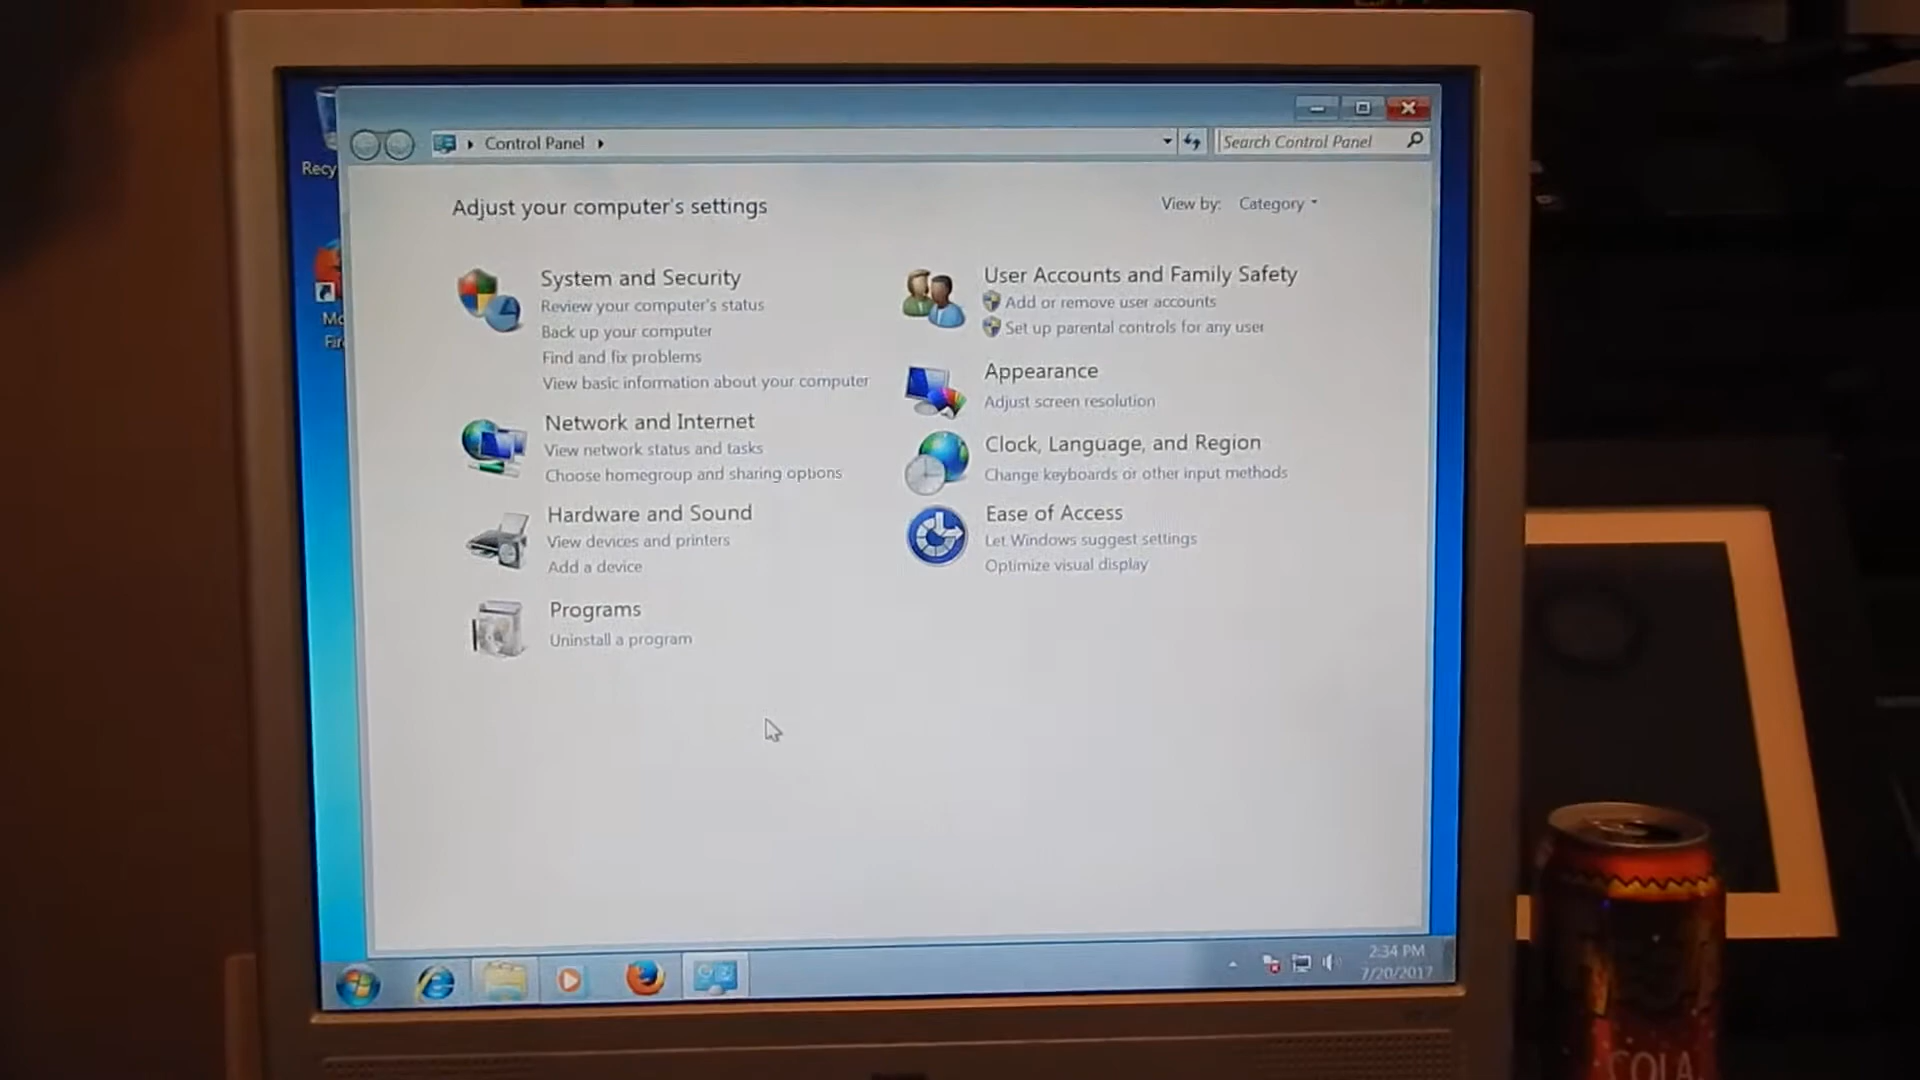 Control Panel
Search Control Panel
Recy
Adjust your computer's settings
View by: Category
System and Security
Review your computer's status
Back up your computer
Find and fix problems
View basic information about your computer
Network and Internet
View network status and tasks
Choose homegroup and sharing options
Hardware and Sound
View devices and printers
Add a device
Programs
Uninstall a program
User Accounts and Family Safety
Add or remove user accounts
Set up parental controls for any user
Appearance
Adjust screen resolution
Clock, Language, and Region
Change keyboards or other input methods
Ease of Access
Let Windows suggest settings
Optimize visual display
Mo
Fir
2:34 PM
7/20/2017
COLA